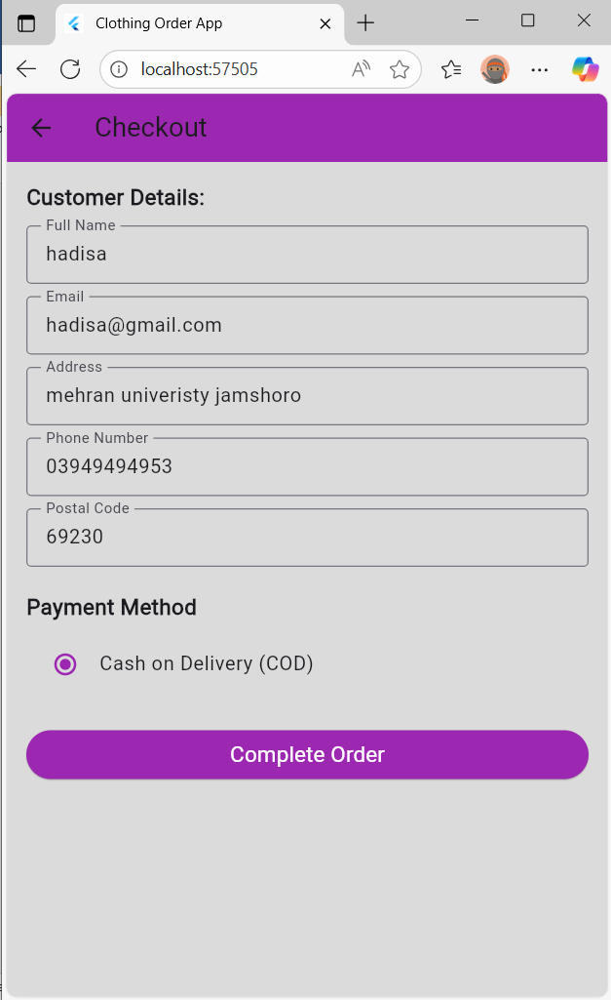 Clothing Order App
localhost:57505
Checkout
Customer Details:
Full Name
hadisa
Email
hadisa@gmail.com
Address
mehran univeristy jamshoro
Phone Number
03949494953
Postal Code
69230
Payment Method
Cash on Delivery (COD)
Complete Order